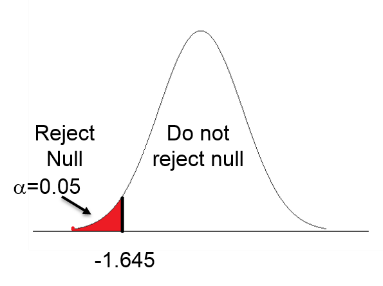 Reject
Null
α=0.05
Do not
reject null
-1.645